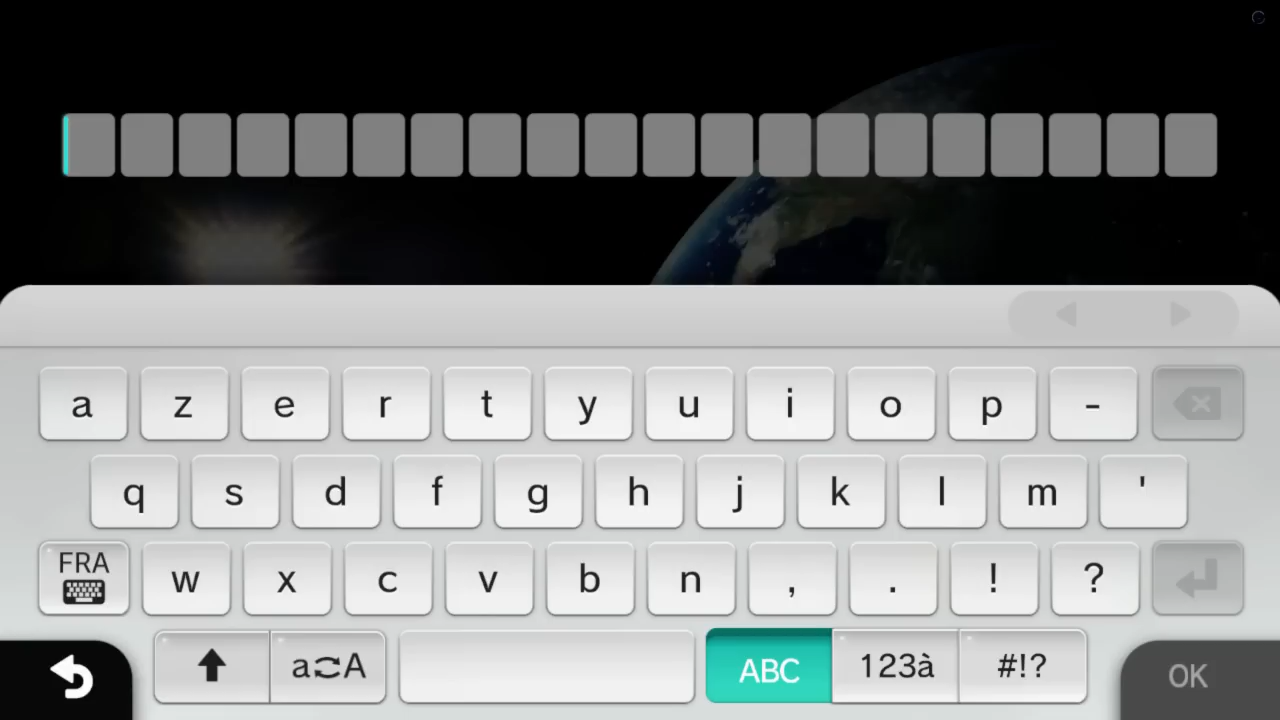 a z e r t y u i o p -
q s d f g h j k l m '
FRA w x c v b n , . ! ?
a A ABC 123à #!? OK